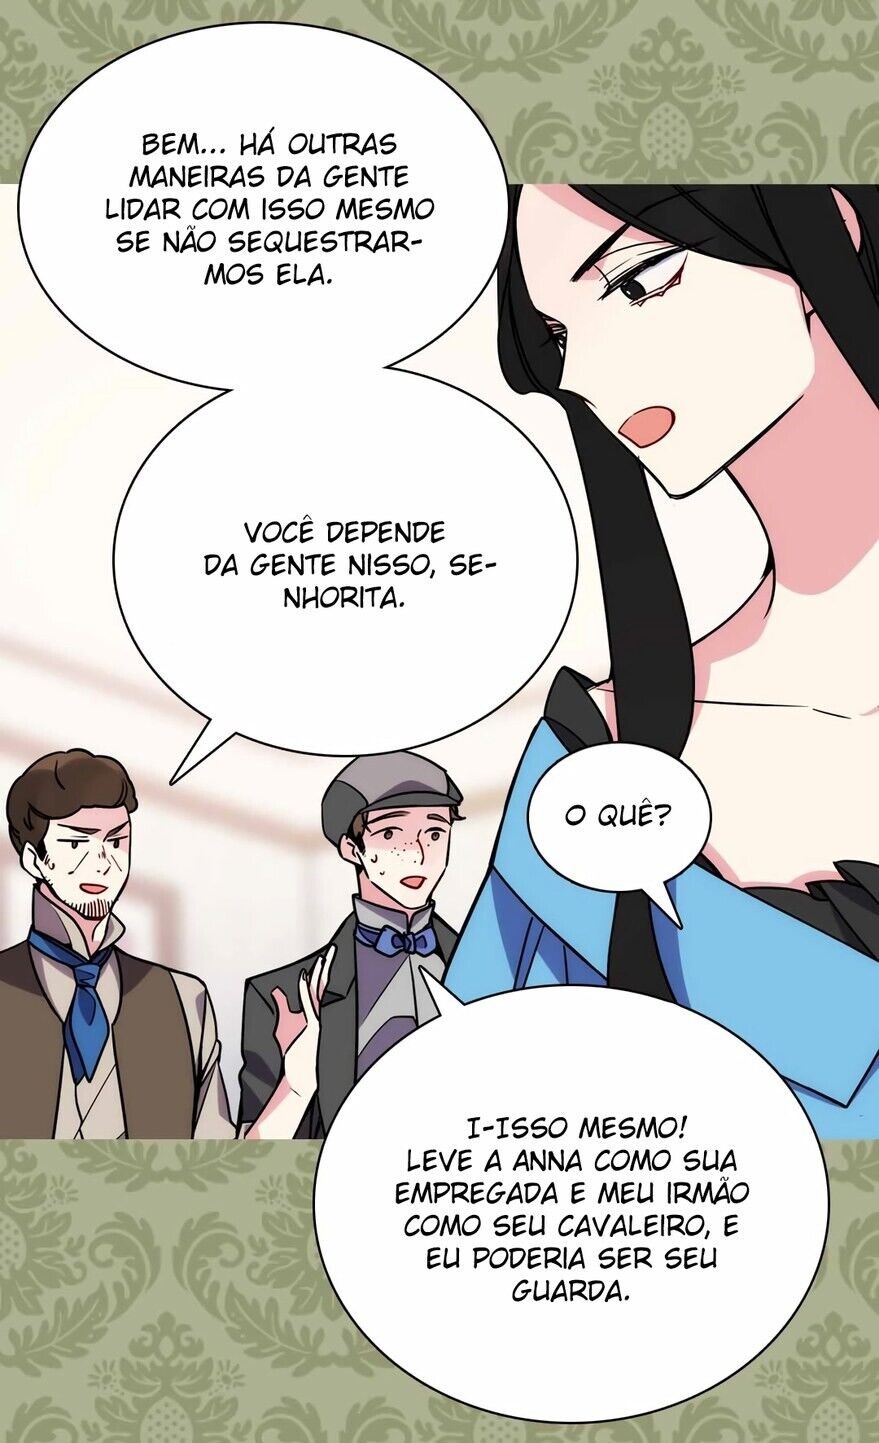 BEM... HÁ OUTRAS
MANEIRAS DA GENTE
LIDAR COM ISSO MESMO
SE NÃO SEQUESTRAR-
MOS ELA.
VOCÊ DEPENDE
DA GENTE NISSO, SE-
NHORITA.
O QUÊ?
I-ISSO MESMO!
LEVE A ANNA COMO SUA
EMPREGADA E MEU IRMÃO
COMO SEU CAVALEIRO, E
EU PODERIA SER SEU
GUARDA.